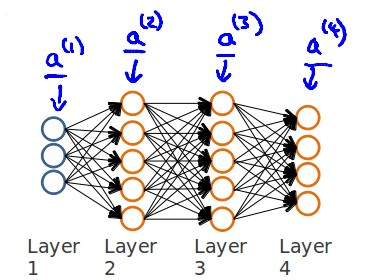 a(1) a(2) a(3) a(4)
Layer 1
Layer 2
Layer 3
Layer 4